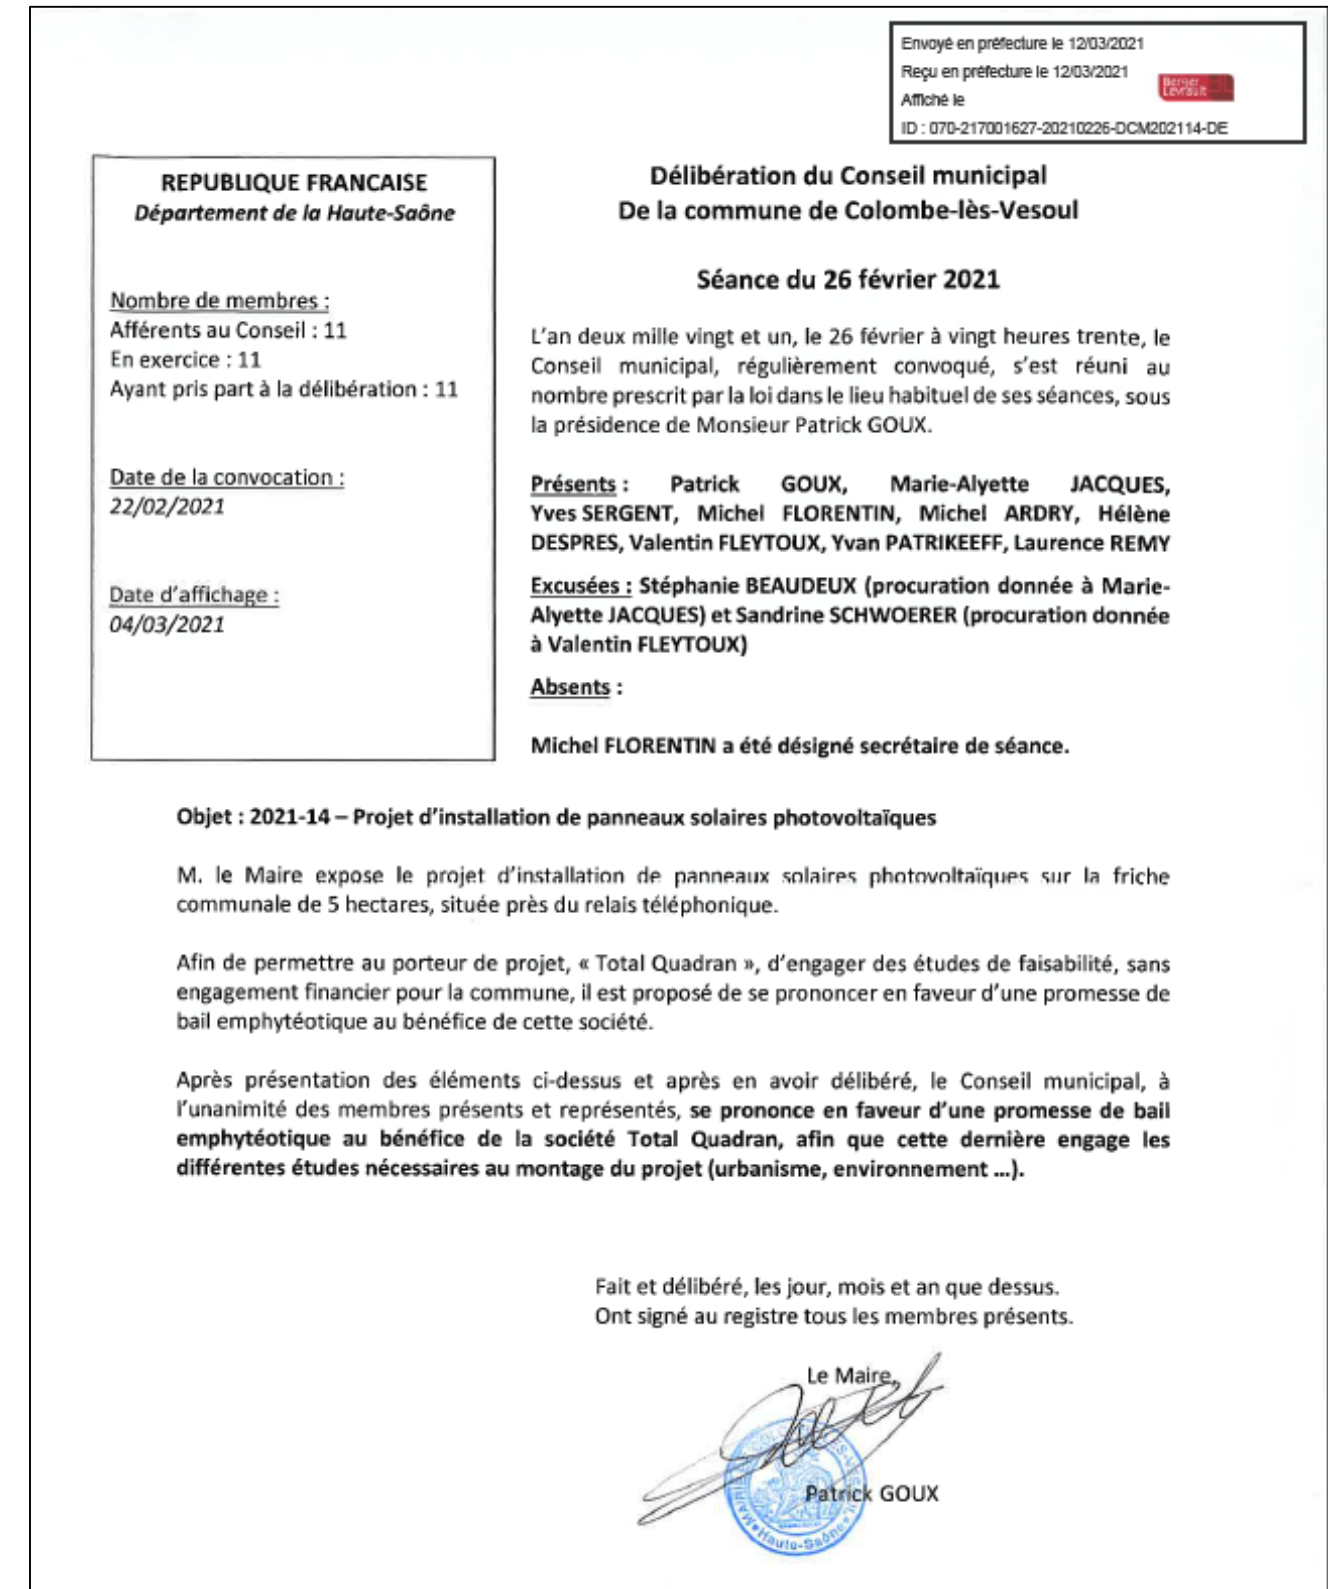 Envoyé en préfecture le 12/03/2021
Reçu en préfecture le 12/03/2021
Affiché le
Berger
Levrault
ID : 070-217001627-20210226-DCM202114-DE
REPUBLIQUE FRANCAISE
Département de la Haute-Saône
Nombre de membres :
Afférents au Conseil : 11
En exercice : 11
Ayant pris part à la délibération : 11
Date de la convocation :
22/02/2021
Date d'affichage :
04/03/2021
Délibération du Conseil municipal
De la commune de Colombe-lès-Vesoul
Séance du 26 février 2021
L'an deux mille vingt et un, le 26 février à vingt heures trente, le
Conseil municipal, régulièrement convoqué, s'est réuni au
nombre prescrit par la loi dans le lieu habituel de ses séances, sous
la présidence de Monsieur Patrick GOUX.
Présents : Patrick GOUX, Marie-Alyette JACQUES,
Yves SERGENT, Michel FLORENTIN, Michel ARDRY, Hélène
DESPRES, Valentin FLEYTOUX, Yvan PATRIKEEFF, Laurence REMY
Excusées : Stéphanie BEAUDEUX (procuration donnée à Marie-
Alyette JACQUES) et Sandrine SCHWOERER (procuration donnée
à Valentin FLEYTOUX)
Absents :
Michel FLORENTIN a été désigné secrétaire de séance.
Objet : 2021-14 – Projet d'installation de panneaux solaires photovoltaïques
M. le Maire expose le projet d'installation de panneaux solaires photovoltaïques sur la friche
communale de 5 hectares, située près du relais téléphonique.
Afin de permettre au porteur de projet, « Total Quadran », d'engager des études de faisabilité, sans
engagement financier pour la commune, il est proposé de se prononcer en faveur d'une promesse de
bail emphytéotique au bénéfice de cette société.
Après présentation des éléments ci-dessus et après en avoir délibéré, le Conseil municipal, à
l'unanimité des membres présents et représentés, se prononce en faveur d'une promesse de bail
emphytéotique au bénéfice de la société Total Quadran, afin que cette dernière engage les
différentes études nécessaires au montage du projet (urbanisme, environnement ...).
Fait et délibéré, les jour, mois et an que dessus.
Ont signé au registre tous les membres présents.
Le Maire,
Patrick GOUX
Haute-Saône